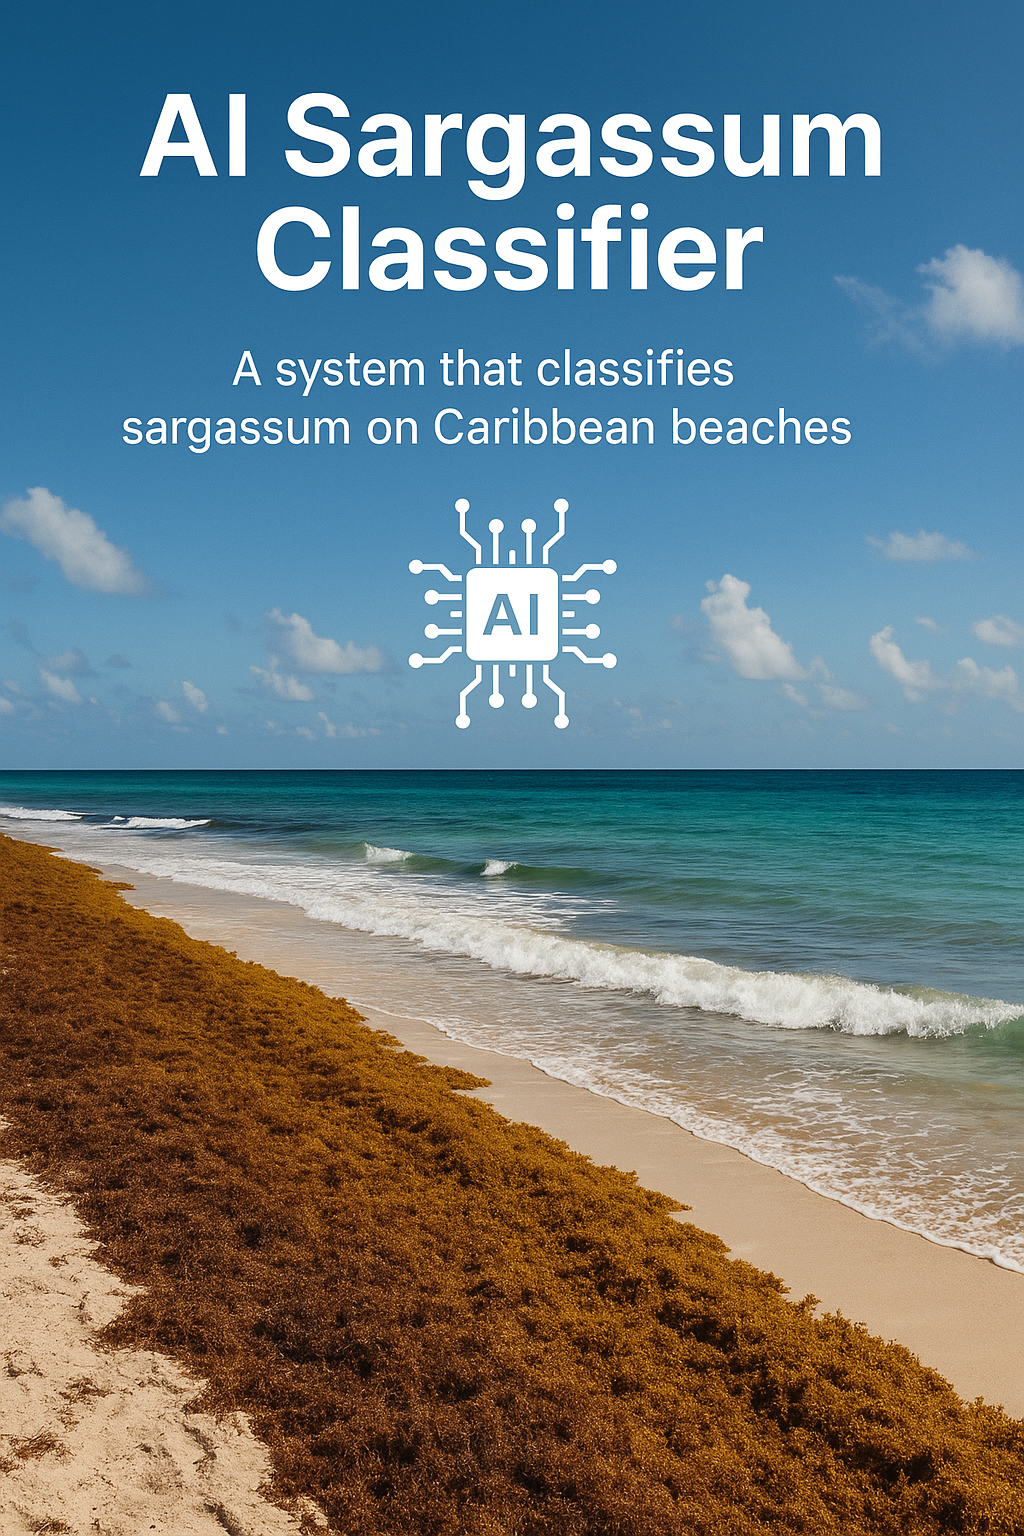 AI Sargassum
Classifier
A system that classifies
sargassum on Caribbean beaches
AI